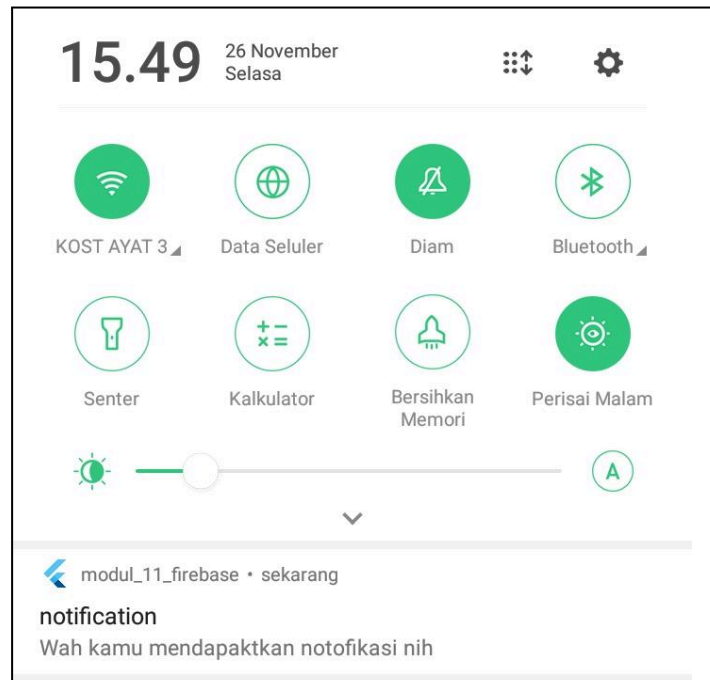 15.49
26 November
Selasa
KOST AYAT 3
Data Seluler
Diam
Bluetooth
Senter
Kalkulator
Bersihkan
Memori
Perisai Malam
A
modul_11_firebase • sekarang
notification
Wah kamu mendapaktkan notofikasi nih